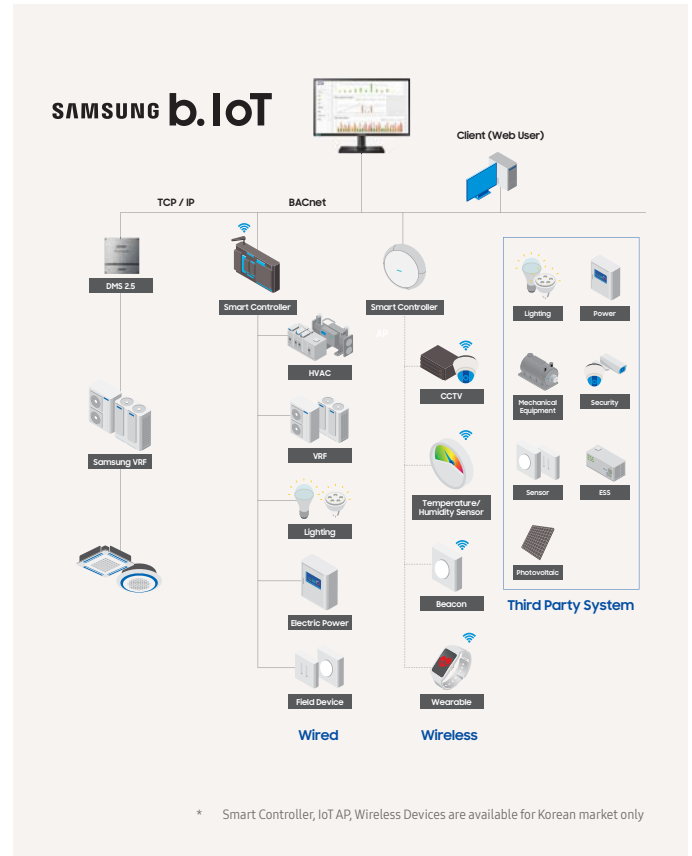 SAMSUNG b.IoT
Client (Web User)
TCP / IP
BACnet
DMS 2.5
Smart Controller
Smart Controller
AP
Lighting
Power
HVAC
CCTV
Mechanical
Equipment
Security
Samsung VRF
VRF
Temperature/
Humidity Sensor
Sensor
ESS
Lighting
Photovoltaic
Beacon
Third Party System
Electric Power
Field Device
Wearable
Wired
Wireless
* Smart Controller, IoT AP, Wireless Devices are available for Korean market only